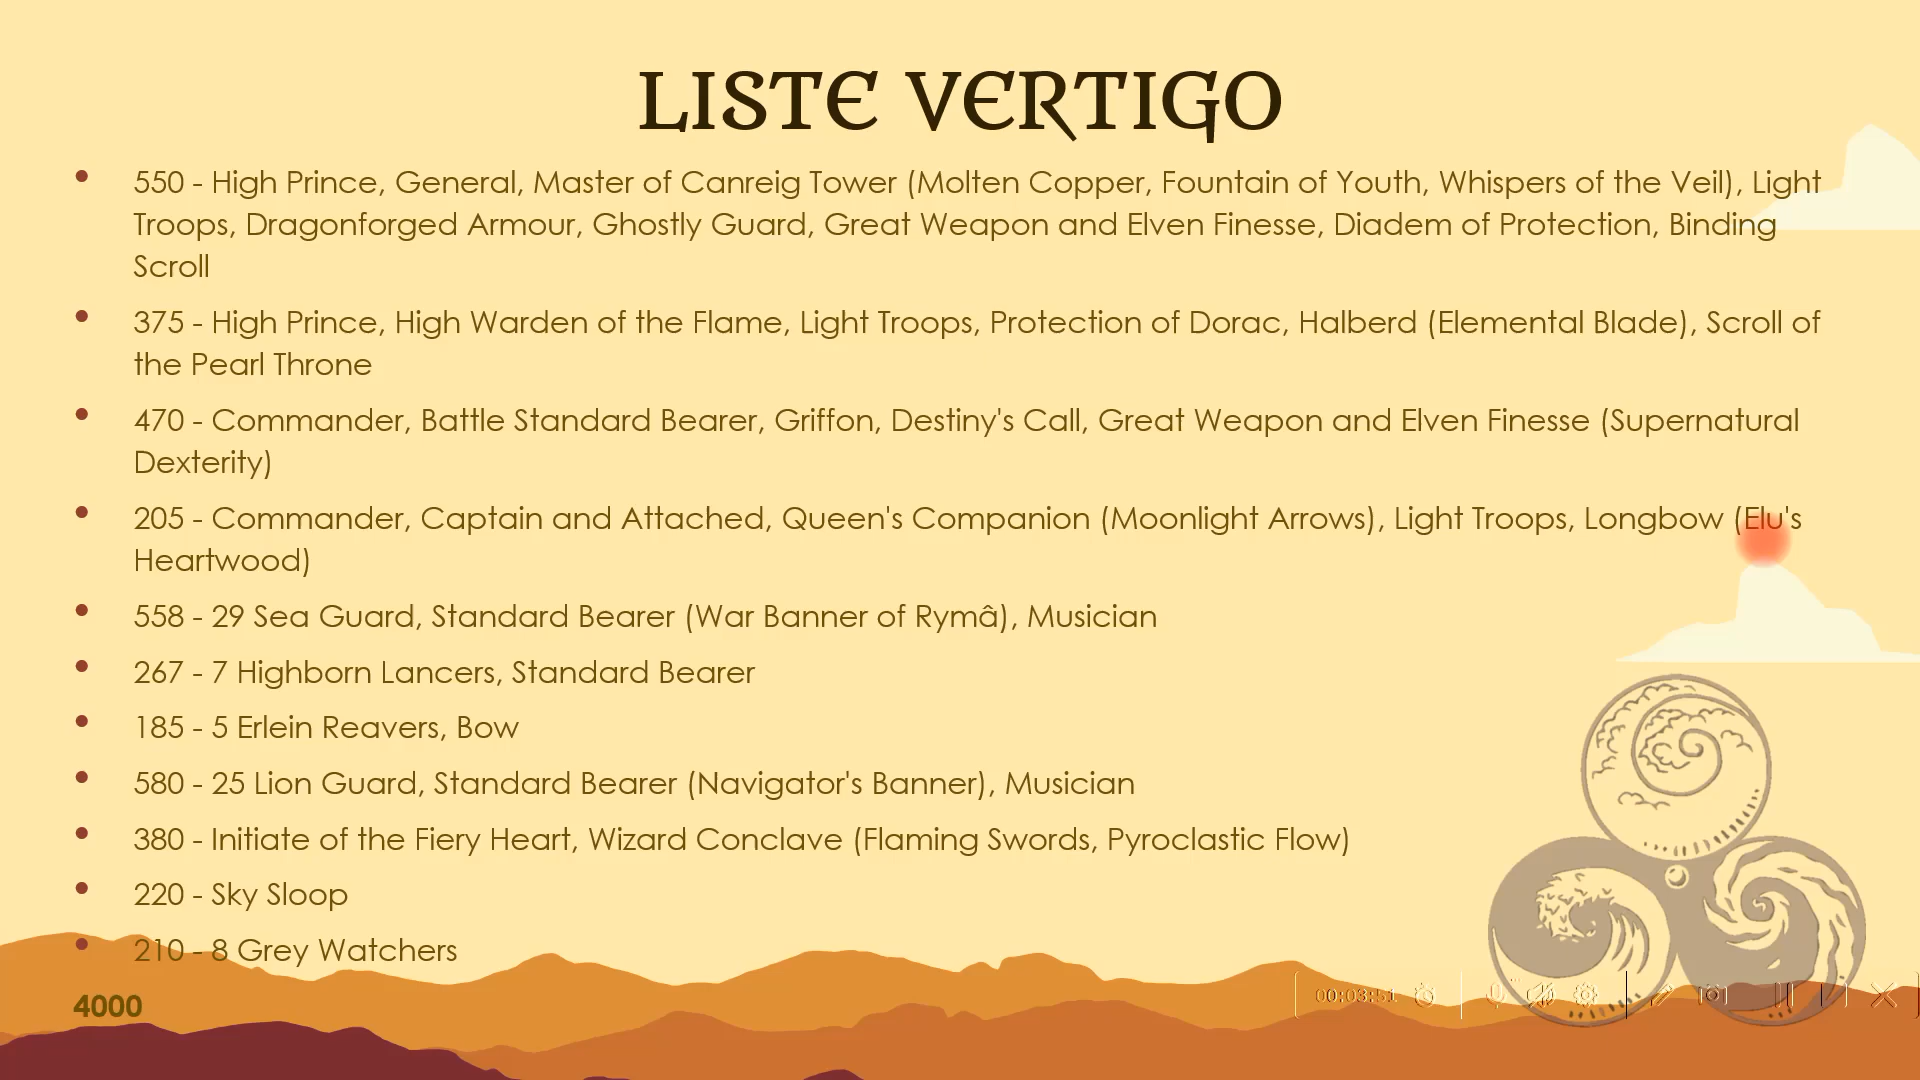 LISTE VERTIGO
• 550 - High Prince, General, Master of Canreig Tower (Molten Copper, Fountain of Youth, Whispers of the Veil), Light
Troops, Dragonforged Armour, Ghostly Guard, Great Weapon and Elven Finesse, Diadem of Protection, Binding
Scroll
• 375 - High Prince, High Warden of the Flame, Light Troops, Protection of Dorac, Halberd (Elemental Blade), Scroll of
the Pearl Throne
• 470 - Commander, Battle Standard Bearer, Griffon, Destiny's Call, Great Weapon and Elven Finesse (Supernatural
Dexterity)
• 205 - Commander, Captain and Attached, Queen's Companion (Moonlight Arrows), Light Troops, Longbow (Elu's
Heartwood)
• 558 - 29 Sea Guard, Standard Bearer (War Banner of Rymâ), Musician
• 267 - 7 Highborn Lancers, Standard Bearer
• 185 - 5 Erlein Reavers, Bow
• 580 - 25 Lion Guard, Standard Bearer (Navigator's Banner), Musician
• 380 - Initiate of the Fiery Heart, Wizard Conclave (Flaming Swords, Pyroclastic Flow)
• 220 - Sky Sloop
• 210 - 8 Grey Watchers
4000
00:03:51